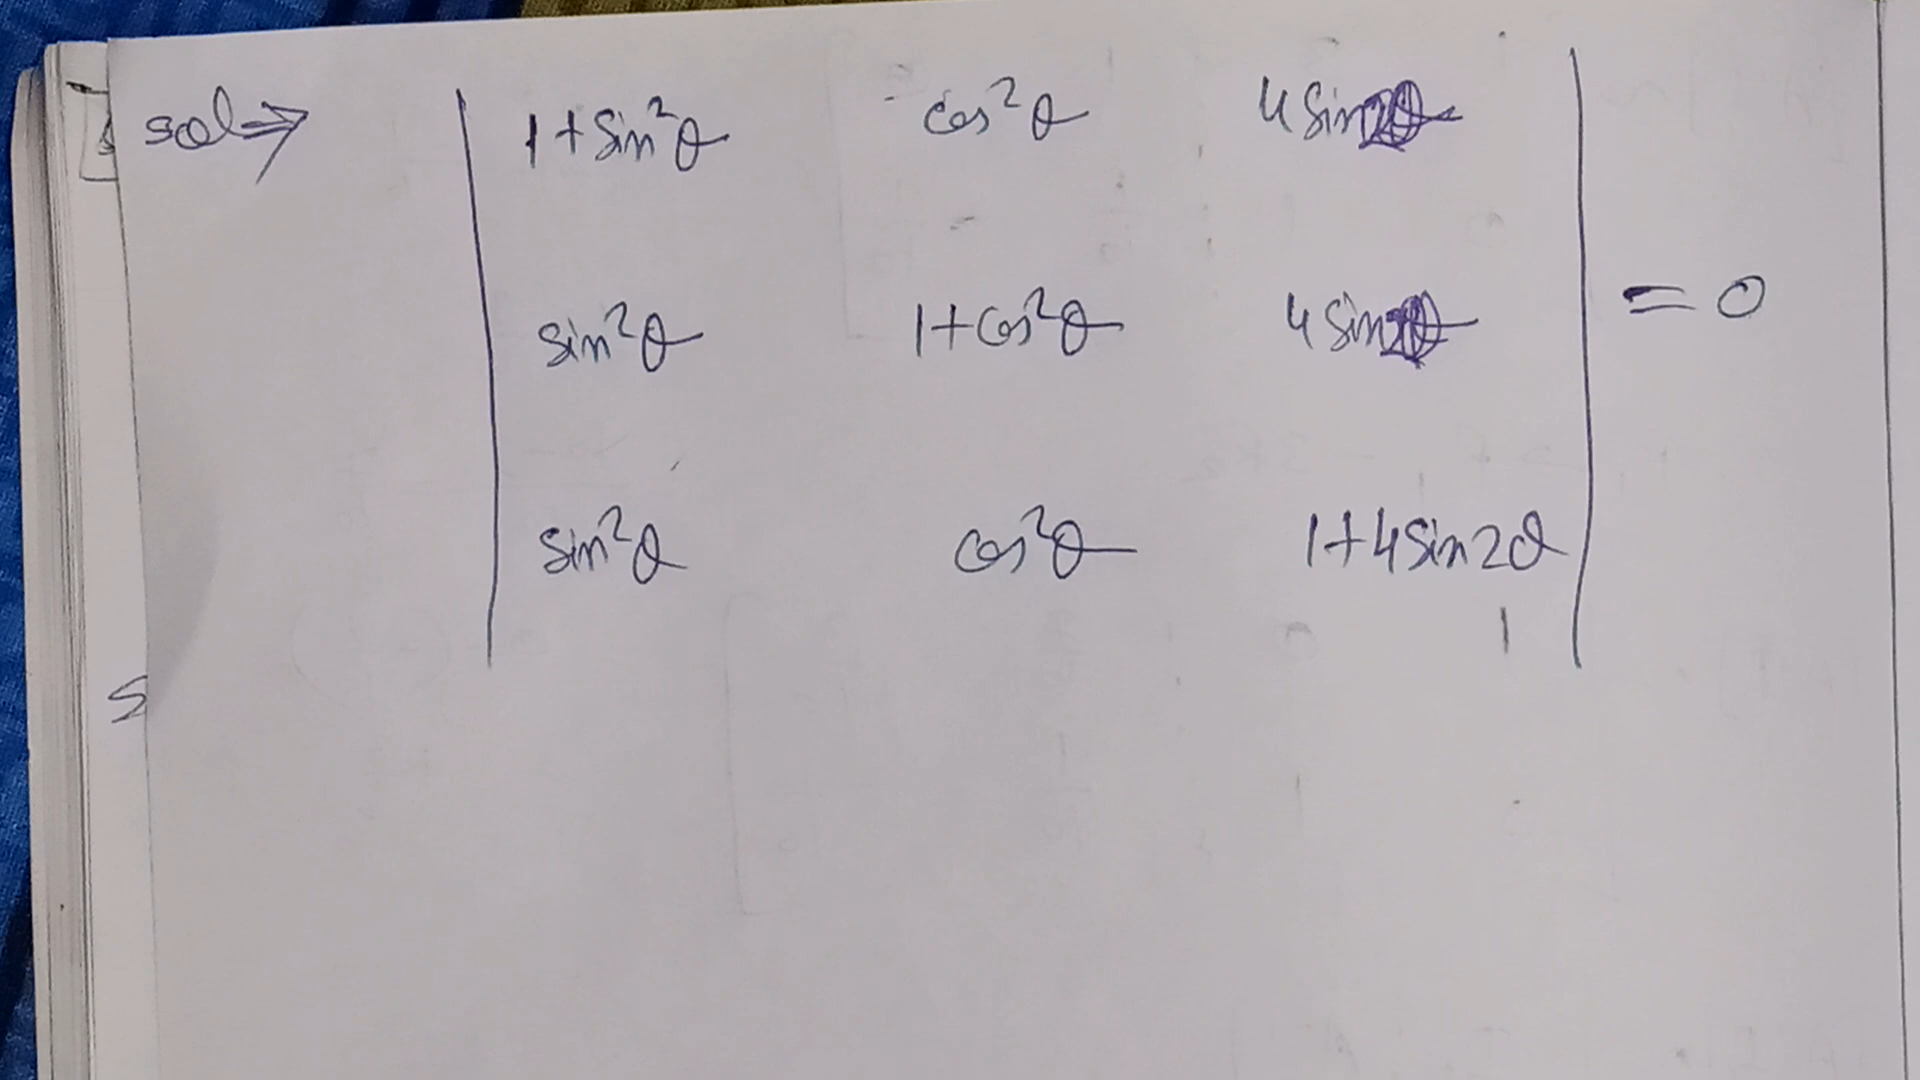 sol⇒ | 1+sin²θ cos²θ 4sin2θ |
| sin²θ 1+cos²θ 4sin2θ | = 0
| sin²θ cos²θ 1+4sin2θ |